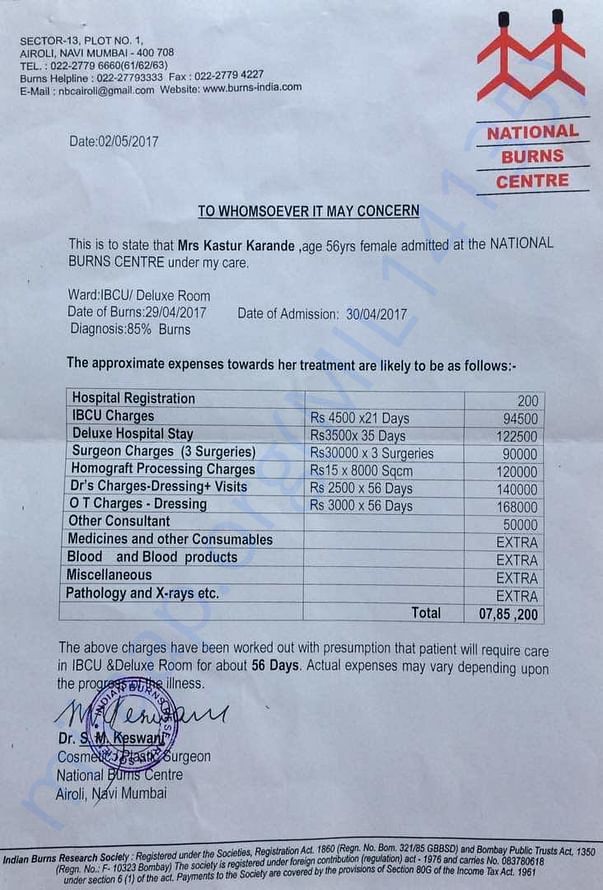 SECTOR-13, PLOT NO. 1,
AIROLI, NAVI MUMBAI - 400 708
TEL. : 022-2779 6660(61/62/63)
Burns Helpline : 022-27793333 Fax : 022-2779 4227
E-Mail : nbcairoli@gmail.com Website: www.burns-india.com
NATIONAL
BURNS
CENTRE
Date:02/05/2017
TO WHOMSOEVER IT MAY CONCERN
This is to state that Mrs Kastur Karande ,age 56yrs female admitted at the NATIONAL
BURNS CENTRE under my care.
Ward:IBCU/ Deluxe Room
Date of Burns:29/04/2017 Date of Admission: 30/04/2017
Diagnosis:85% Burns
The approximate expenses towards her treatment are likely to be as follows:-
Hospital Registration 200
IBCU Charges Rs 4500 x21 Days 94500
Deluxe Hospital Stay Rs3500x 35 Days 122500
Surgeon Charges (3 Surgeries) Rs30000 x 3 Surgeries 90000
Homograft Processing Charges Rs15 x 8000 Sqcm 120000
Dr's Charges-Dressing+ Visits Rs 2500 x 56 Days 140000
O T Charges - Dressing Rs 3000 x 56 Days 168000
Other Consultant 50000
Medicines and other Consumables EXTRA
Blood and Blood products EXTRA
Miscellaneous EXTRA
Pathology and X-rays etc. EXTRA
Total 07,85 ,200
The above charges have been worked out with presumption that patient will require care
in IBCU &Deluxe Room for about 56 Days. Actual expenses may vary depending upon
the progress of the illness.
M. Keswani
Dr. S. M. Keswani
Cosmetic Plastic Surgeon
National Burns Centre
Airoli, Navi Mumbai
INDIAN BURNS RESEARCH SOCIETY
Indian Burns Research Society : Registered under the Societies, Registration Act. 1860 (Regn. No. Bom. 321/85 GBBSD) and Bombay Public Trusts Act, 1350
(Regn. No.: F- 10323 Bombay) The society is registered under foreign contribution (regulation) act - 1976 and carries No. 083780618
under section 6 (1) of the act. Payments to the Society are covered by the provisions of Section 80G of the Income Tax Act. 1961